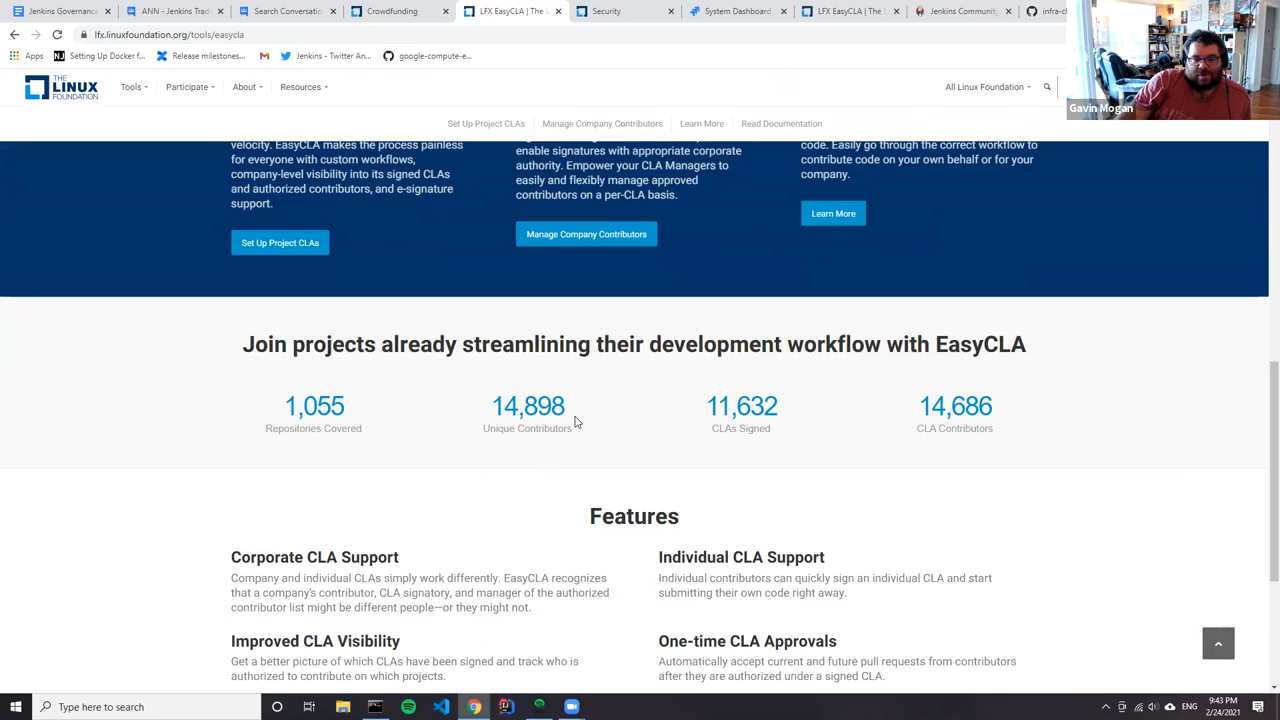 Jenkins Governance
ANN - Jenkins Trad
Search Conversatio
Crowdfunding
LFX EasyCLA | The L
Security
System Dashboard
LFX EasyCLA | The L
Jenkins Community
infra-c
lfx.linuxfoundation.org/tools/easycla
Apps
Setting Up Docker f...
Release milestones...
Jenkins - Twitter An...
google-compute-e...
THE
LINUX
FOUNDATION
Tools
Participate
About
Resources
All Linux Foundation
Gavin Mogan
Set Up Project CLAs
Manage Company Contributors
Learn More
Read Documentation
velocity. EasyCLA makes the process painless
for everyone with custom workflows,
company-level visibility into its signed CLAs
and authorized contributors, and e-signature
support.
Set Up Project CLAs
enable signatures with appropriate corporate
authority. Empower your CLA Managers to
easily and flexibly manage approved
contributors on a per-CLA basis.
Manage Company Contributors
code. Easily go through the correct workflow to
contribute code on your own behalf or for your
company.
Learn More
Join projects already streamlining their development workflow with EasyCLA
1,055
Repositories Covered
14,898
Unique Contributors
11,632
CLAs Signed
14,686
CLA Contributors
Features
Corporate CLA Support
Company and individual CLAs simply work differently. EasyCLA recognizes
that a company's contributor, CLA signatory, and manager of the authorized
contributor list might be different people—or they might not.
Individual CLA Support
Individual contributors can quickly sign an individual CLA and start
submitting their own code right away.
Improved CLA Visibility
Get a better picture of which CLAs have been signed and track who is
authorized to contribute on which projects.
One-time CLA Approvals
Automatically accept current and future pull requests from contributors
after they are authorized under a signed CLA.
Type here to search
ENG
9:43 PM
2/24/2021